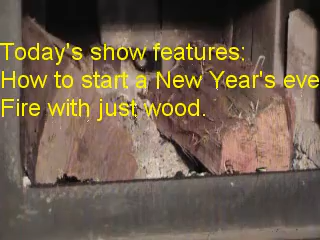 Today's show features:
How to start a New Year's eve
Fire with just wood.